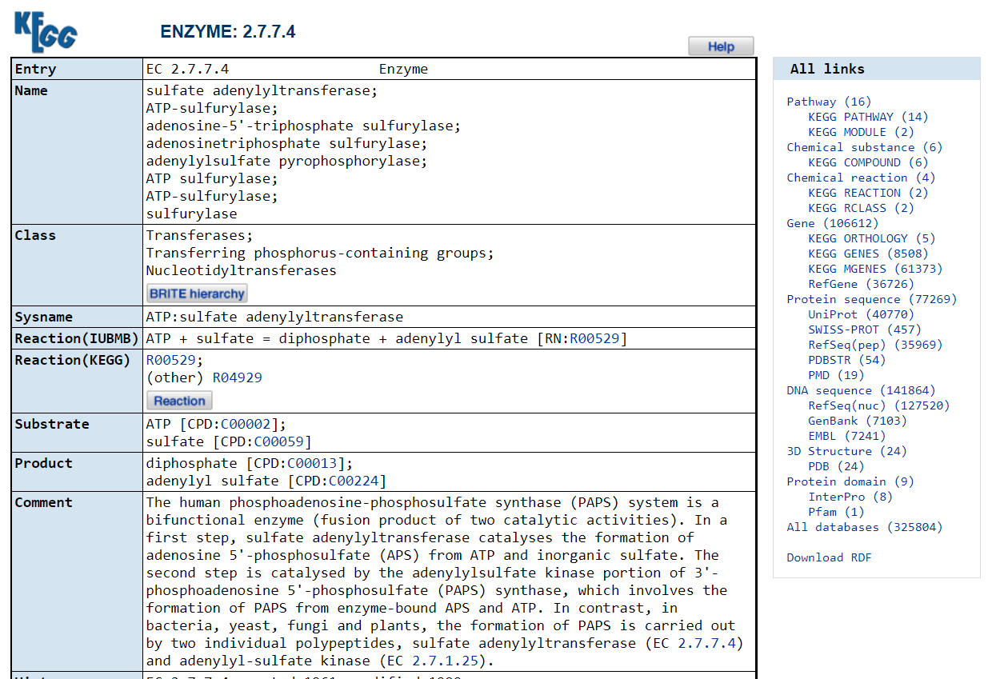 KEGG
ENZYME: 2.7.7.4
Help
Entry EC 2.7.7.4 Enzyme
Name sulfate adenylyltransferase;
ATP-sulfurylase;
adenosine-5'-triphosphate sulfurylase;
adenosinetriphosphate sulfurylase;
adenylylsulfate pyrophosphorylase;
ATP sulfurylase;
ATP-sulfurylase;
sulfurylase
Class Transferases;
Transferring phosphorus-containing groups;
Nucleotidyltransferases
BRITE hierarchy
Sysname ATP:sulfate adenylyltransferase
Reaction(IUBMB) ATP + sulfate = diphosphate + adenylyl sulfate [RN:R00529]
Reaction(KEGG) R00529;
(other) R04929
Reaction
Substrate ATP [CPD:C00002];
sulfate [CPD:C00059]
Product diphosphate [CPD:C00013];
adenylyl sulfate [CPD:C00224]
Comment The human phosphoadenosine-phosphosulfate synthase (PAPS) system is a
bifunctional enzyme (fusion product of two catalytic activities). In a
first step, sulfate adenylyltransferase catalyses the formation of
adenosine 5'-phosphosulfate (APS) from ATP and inorganic sulfate. The
second step is catalysed by the adenylylsulfate kinase portion of 3'-
phosphoadenosine 5'-phosphosulfate (PAPS) synthase, which involves the
formation of PAPS from enzyme-bound APS and ATP. In contrast, in
bacteria, yeast, fungi and plants, the formation of PAPS is carried out
by two individual polypeptides, sulfate adenylyltransferase (EC 2.7.7.4)
and adenylyl-sulfate kinase (EC 2.7.1.25).
All links
Pathway (16)
KEGG PATHWAY (14)
KEGG MODULE (2)
Chemical substance (6)
KEGG COMPOUND (6)
Chemical reaction (4)
KEGG REACTION (2)
KEGG RCLASS (2)
Gene (106612)
KEGG ORTHOLOGY (5)
KEGG GENES (8508)
KEGG MGENES (61373)
RefGene (36726)
Protein sequence (77269)
UniProt (40770)
SWISS-PROT (457)
RefSeq(pep) (35969)
PDBSTR (54)
PMD (19)
DNA sequence (141864)
RefSeq(nuc) (127520)
GenBank (7103)
EMBL (7241)
3D Structure (24)
PDB (24)
Protein domain (9)
InterPro (8)
Pfam (1)
All databases (325804)
Download RDF